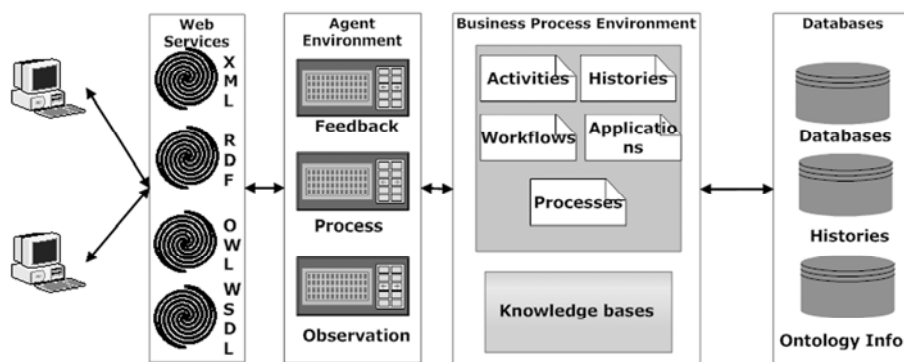 Web
Services
X
M
L
R
D
F
O
W
L
W
S
D
L
Agent
Environment
Feedback
Process
Observation
Business Process Environment
Activities
Histories
Workflows
Applicatio
ns
Processes
Knowledge bases
Databases
Databases
Histories
Ontology Info